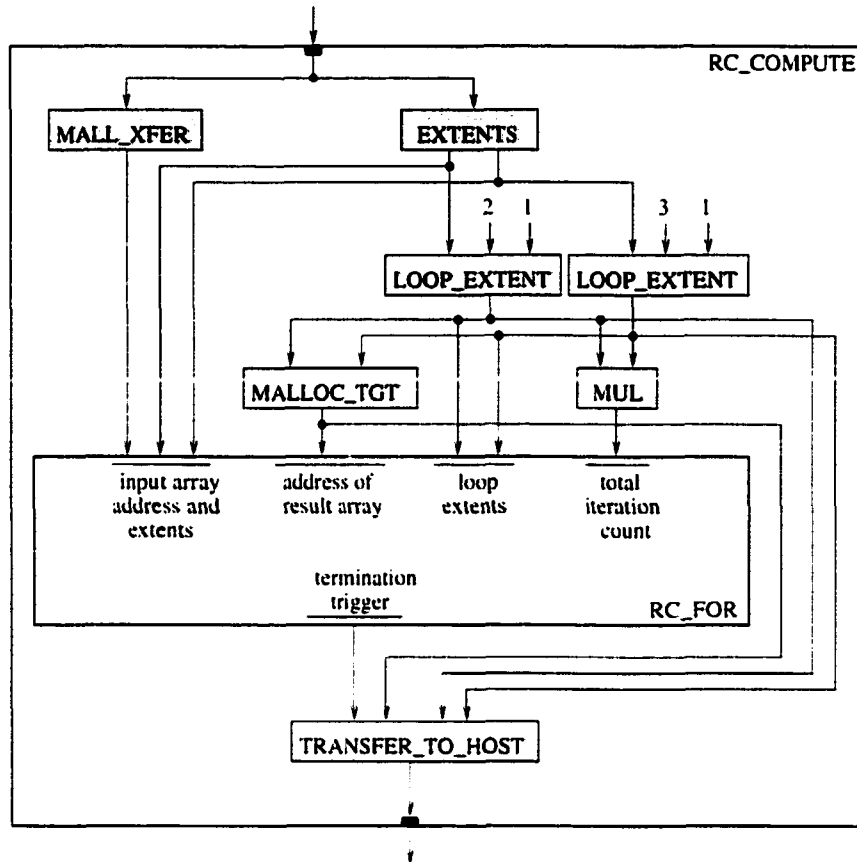 RC_COMPUTE
MALL_XFER
EXTENTS
2 1
3 1
LOOP_EXTENT
LOOP_EXTENT
MALLOC_TGT
MUL
input array
address and
extents
address of
result array
loop
extents
total
iteration
count
termination
trigger
RC_FOR
TRANSFER_TO_HOST